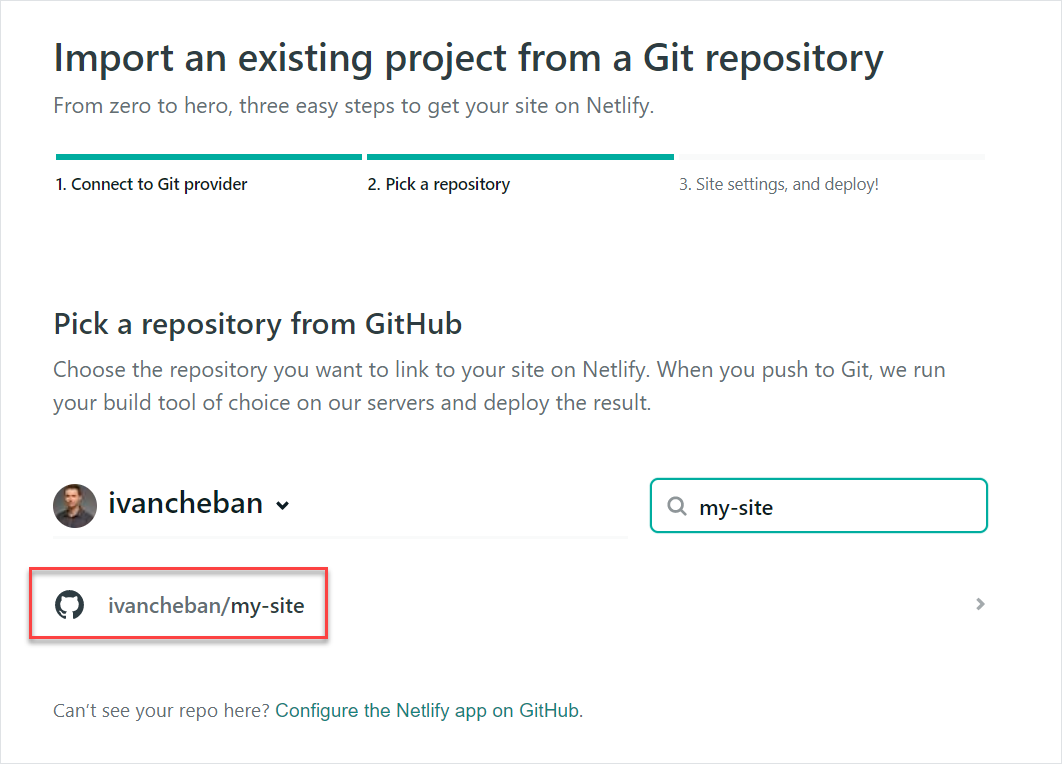 Import an existing project from a Git repository
From zero to hero, three easy steps to get your site on Netlify.
1. Connect to Git provider
2. Pick a repository
3. Site settings, and deploy!
Pick a repository from GitHub
Choose the repository you want to link to your site on Netlify. When you push to Git, we run
your build tool of choice on our servers and deploy the result.
ivancheban
my-site
ivancheban/my-site
Can't see your repo here? Configure the Netlify app on GitHub.